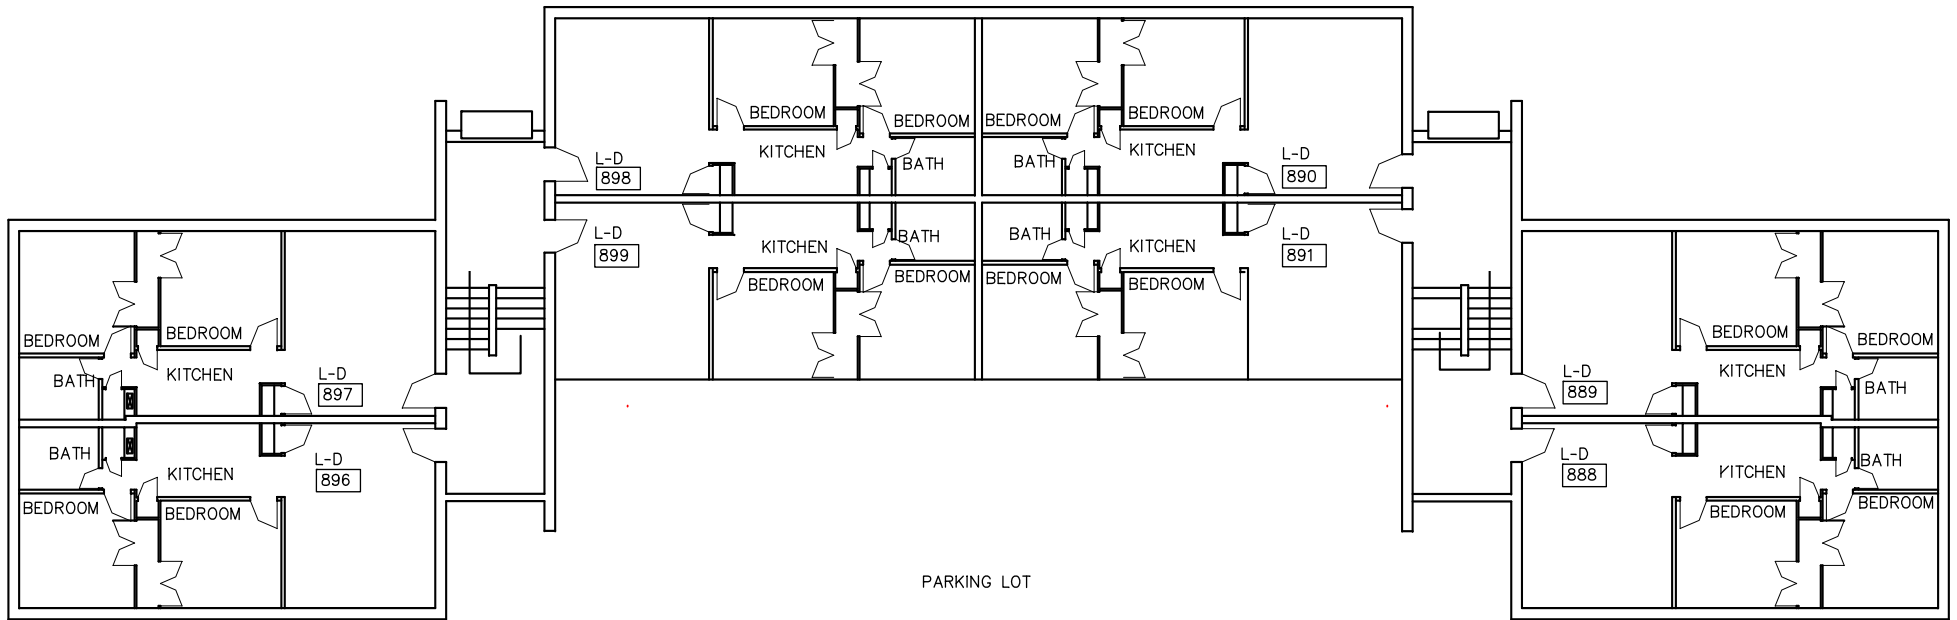 BEDROOM
BEDROOM
BEDROOM
BEDROOM
KITCHEN
BATH
BATH
KITCHEN
L-D
898
L-D
890
L-D
899
KITCHEN
BATH
BATH
KITCHEN
L-D
891
BEDROOM
BEDROOM
BEDROOM
BEDROOM
BEDROOM
BEDROOM
BATH
KITCHEN
L-D
897
BATH
KITCHEN
L-D
896
BEDROOM
BEDROOM
BEDROOM
BEDROOM
L-D
889
KITCHEN
BATH
L-D
888
KITCHEN
BATH
BEDROOM
BEDROOM
PARKING LOT